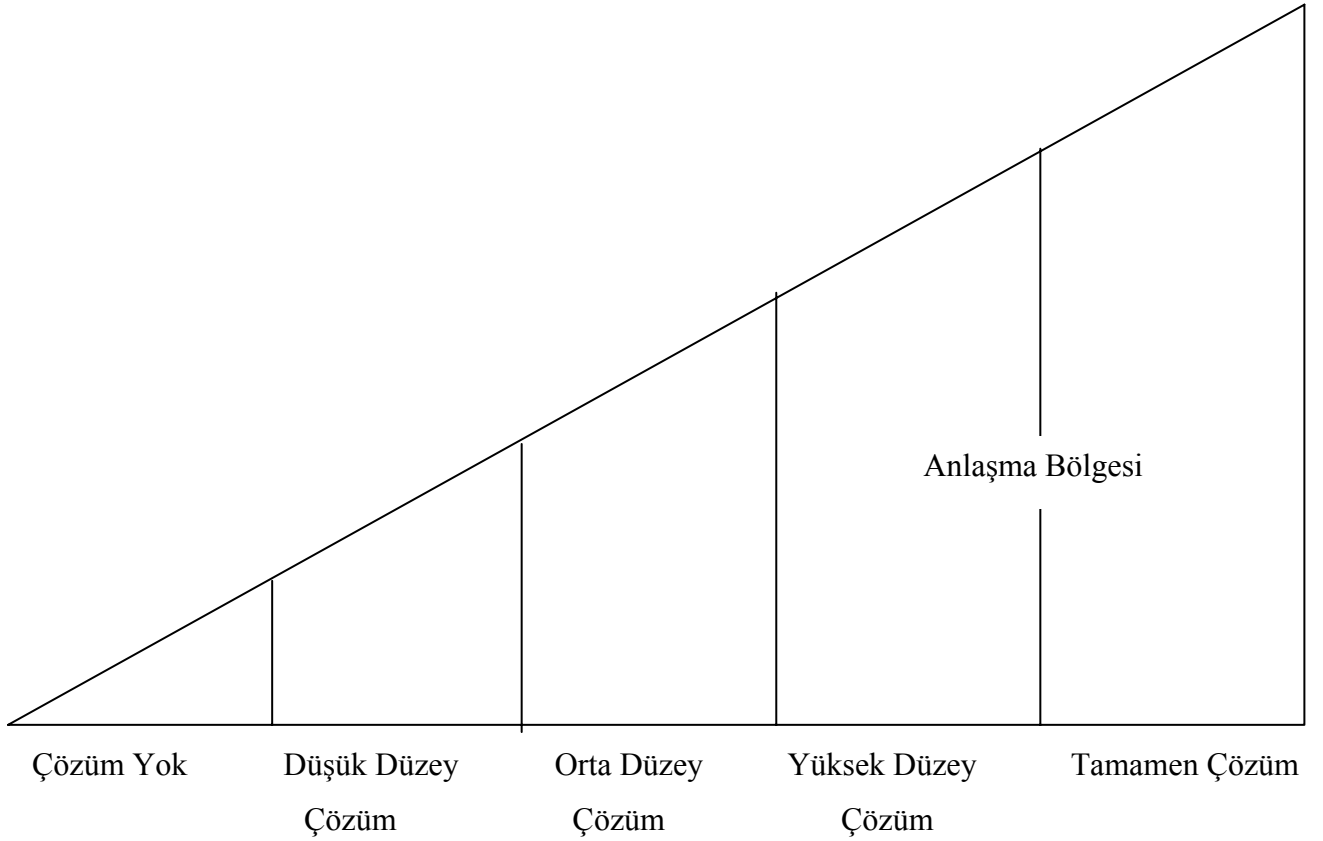 Anlaşma Bölgesi
Çözüm Yok
Düşük Düzey
Çözüm
Orta Düzey
Çözüm
Yüksek Düzey
Çözüm
Tamamen Çözüm